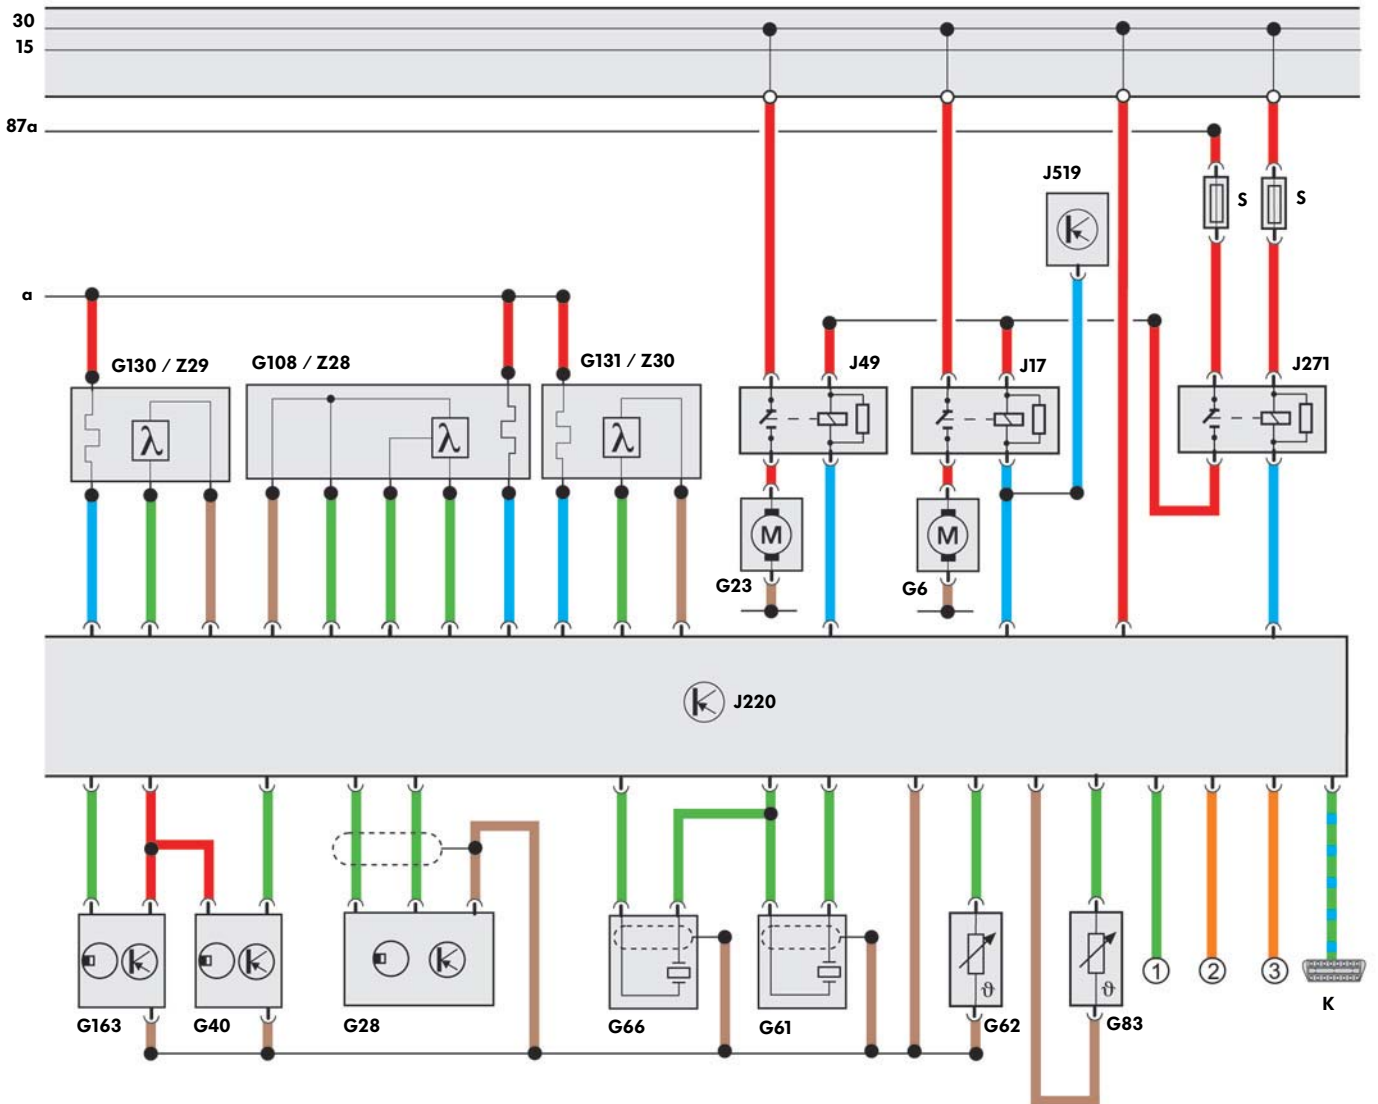 30
15
87a
J519
S S
a
G130 / Z29 G108 / Z28 G131 / Z30 J49 J17 J271
λ λ λ
M M
G23 G6
J220
1 2 3
ϑ ϑ
G163 G40 G28 G66 G61 G62 G83 K